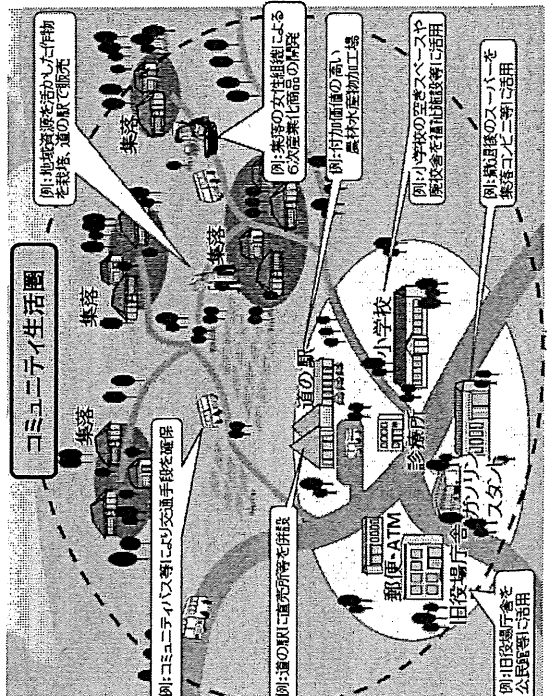 コミュニティ生活圏
集落
集落
集落
集落
例:地域資源を活かした作物
を栽培、道の駅で販売
例:集落の女性組織による
6次産業化商品の開発
例:付加価値の高い
農林水産物加工場
例:小学校の空きスペースや
廃校舎を福祉施設等に活用
例:撤退後のスーパーを
集落コンビニ等に活用
例:コミュニティバス等により交通手段を確保
例:道の駅に直売所等を併設
道の駅
小学校
診療所
郵便・ATM
旧役場庁舎
ガソリン
スタンド
例:旧役場庁舎を
公民館等に活用